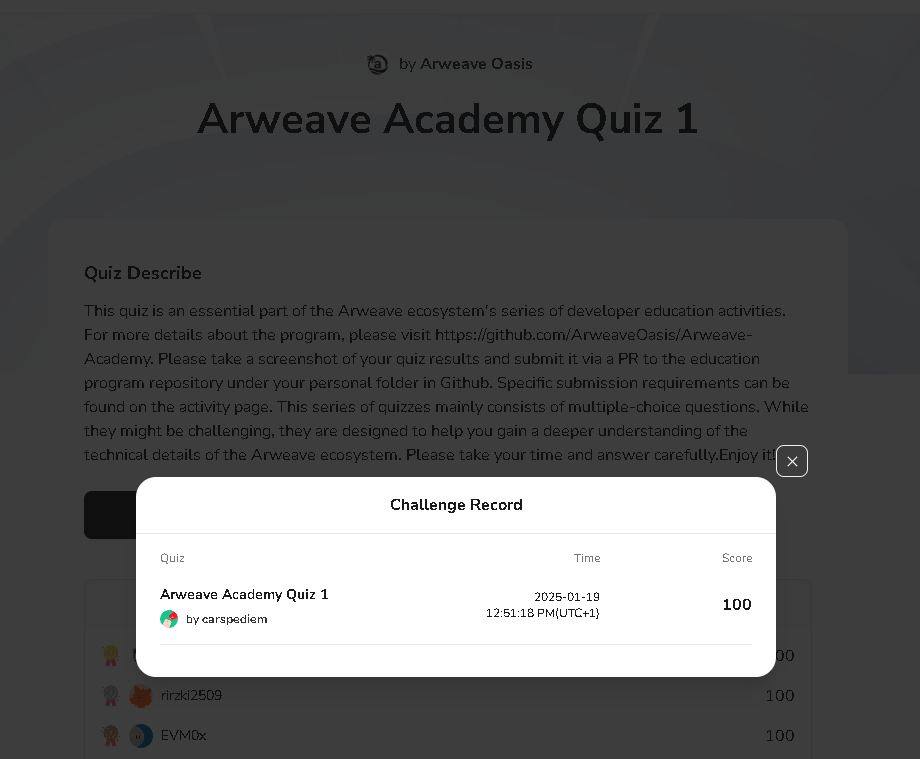 by Arweave Oasis
Arweave Academy Quiz 1
Quiz Describe
This quiz is an essential part of the Arweave ecosystem's series of developer education activities.
For more details about the program, please visit https://github.com/ArweaveOasis/Arweave-
Academy. Please take a screenshot of your quiz results and submit it via a PR to the education
program repository under your personal folder in Github. Specific submission requirements can be
found on the activity page. This series of quizzes mainly consists of multiple-choice questions. While
they might be challenging, they are designed to help you gain a deeper understanding of the
technical details of the Arweave ecosystem. Please take your time and answer carefully.Enjoy it!
Challenge Record
Quiz Time Score
Arweave Academy Quiz 1
by carspediem
2025-01-19
12:51:18 PM(UTC+1)
100
00
rirzki2509 100
EVM0x 100